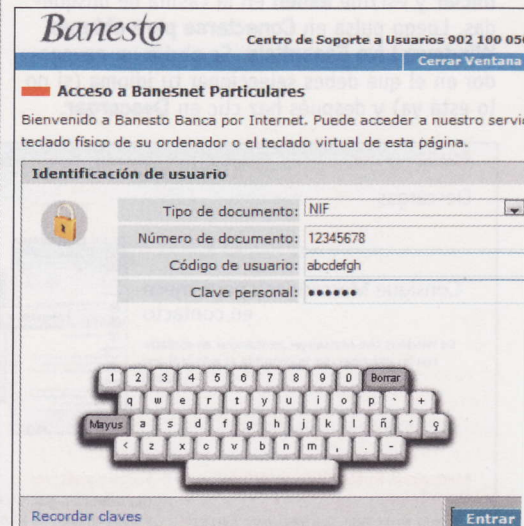 Banesto
Centro de Soporte a Usuarios 902 100 050
Cerrar Ventana
Acceso a Banesnet Particulares
Bienvenido a Banesto Banca por Internet. Puede acceder a nuestro servi
teclado físico de su ordenador o el teclado virtual de esta página.
Identificación de usuario
Tipo de documento: NIF
Número de documento: 12345678
Código de usuario: abcdefgh
Clave personal: ••••••
1 2 3 4 5 6 7 8 9 0 Borrar
q w e r t y u i o p ` +
Mayus a s d f g h j k l ñ ´ ç
< z x c v b n m , . -
Recordar claves
Entrar